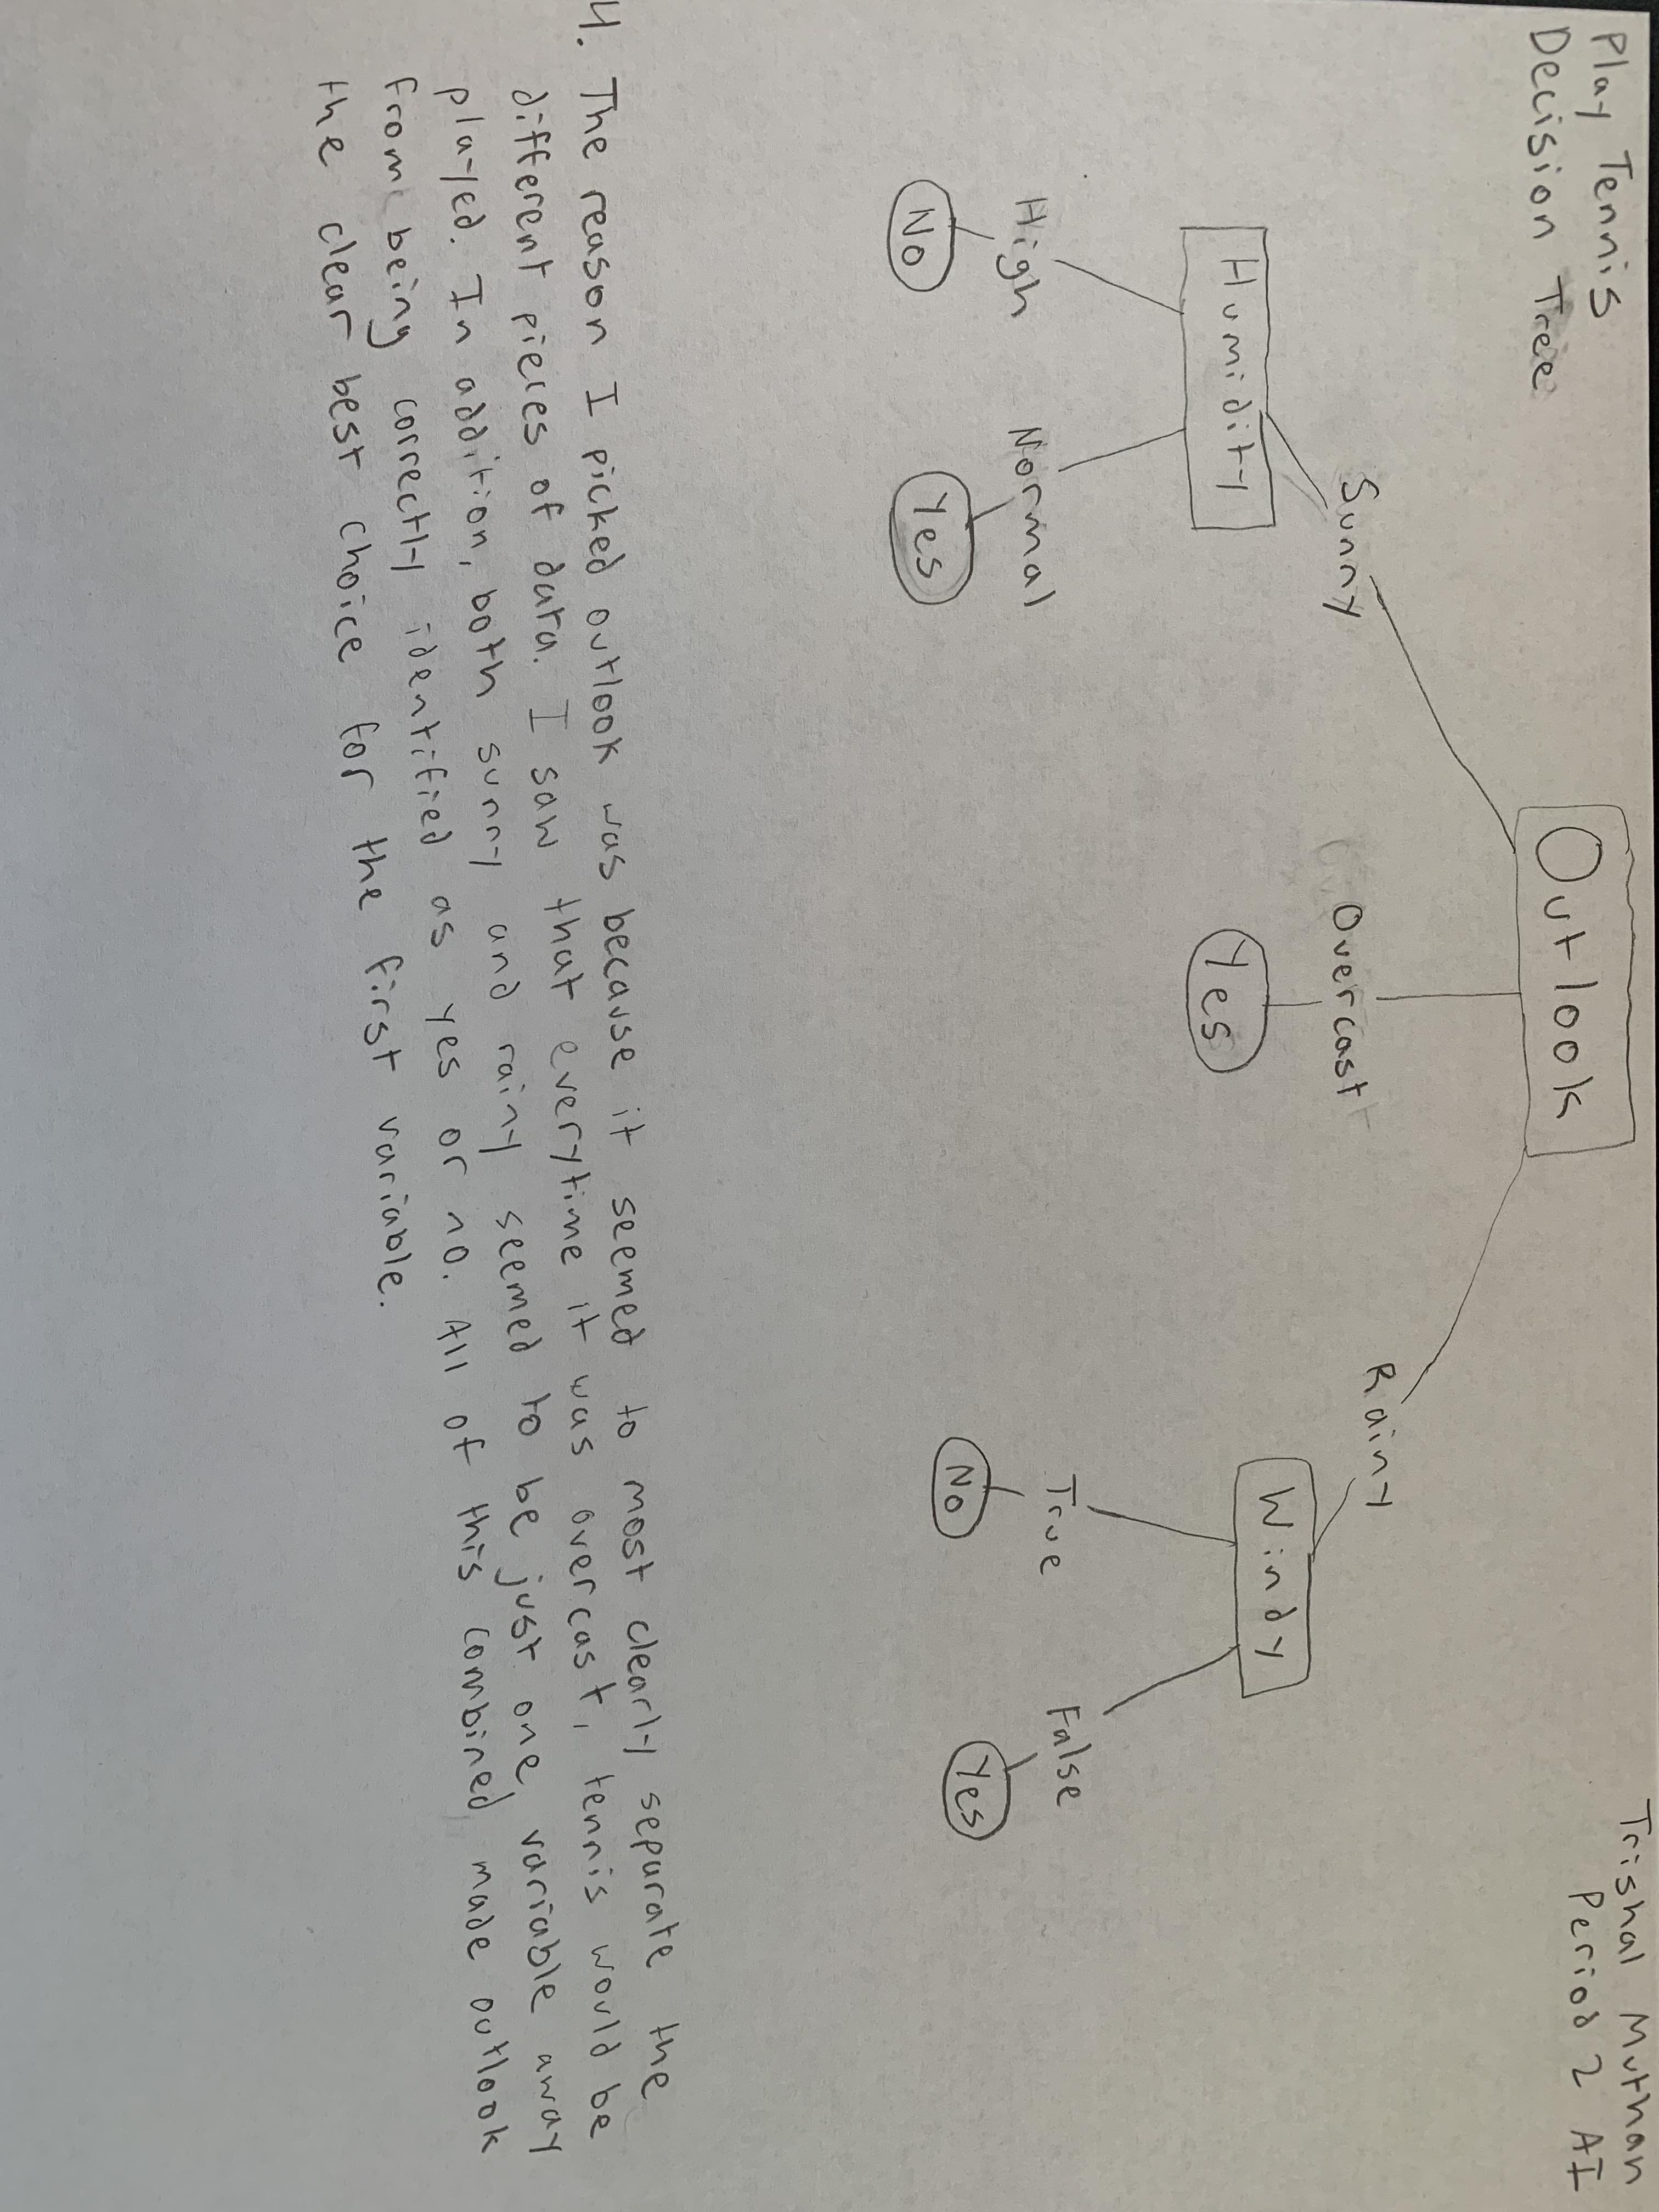 Play Tennis
Decision Tree
Trishal Muthan
Period 2 AI
Outlook
Sunny
Overcast
Rainy
Humidity
Yes
Windy
High
Normal
True
False
No
Yes
No
Yes
4. The reason I picked outlook was because it seemed to most clearly separate the
different pieces of data. I saw that everytime it was overcast, tennis would be
played. In addition, both sunny and rainy seemed to be just one variable away
from being correctly identified as yes or no. All of this combined made outlook
the clear best choice for the first variable.